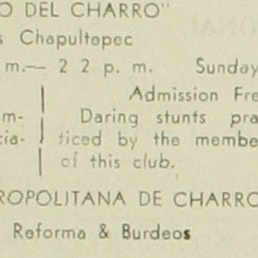 O DEL CHARRO"
s Chapultepec
m.— 2 2 p. m. Sunday
Admission Fre
m- Daring stunts pra
cia- ticed by the membe
of this club.
ROPOLITANA DE CHARRO
Reforma & Burdeos